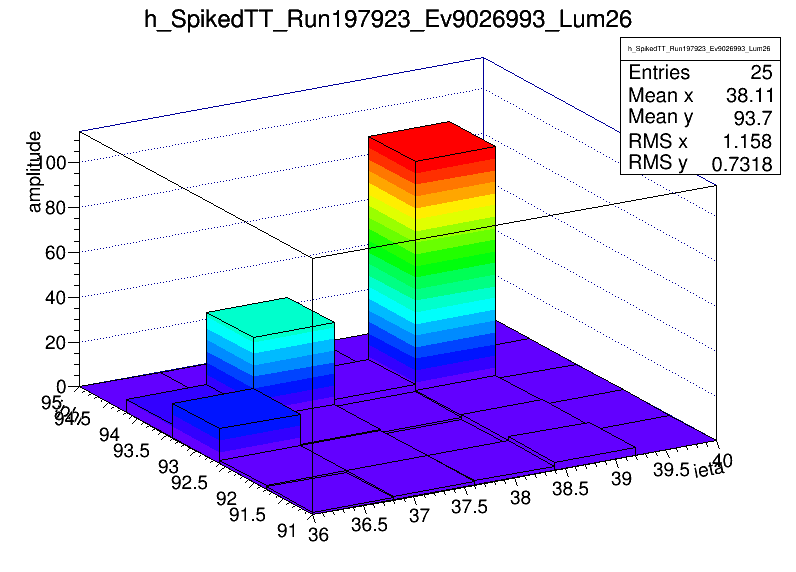 h_SpikedTT_Run197923_Ev9026993_Lum26
h_SpikedTT_Run197923_Ev9026993_Lum26
Entries 25
Mean x 38.11
Mean y 93.7
RMS x 1.158
RMS y 0.7318
amplitude
00
80
60
40
20
0
95
94.5
94
93.5
93
92.5
92
91.5
91
36
36.5
37
37.5
38
38.5
39
39.5
40
ieta